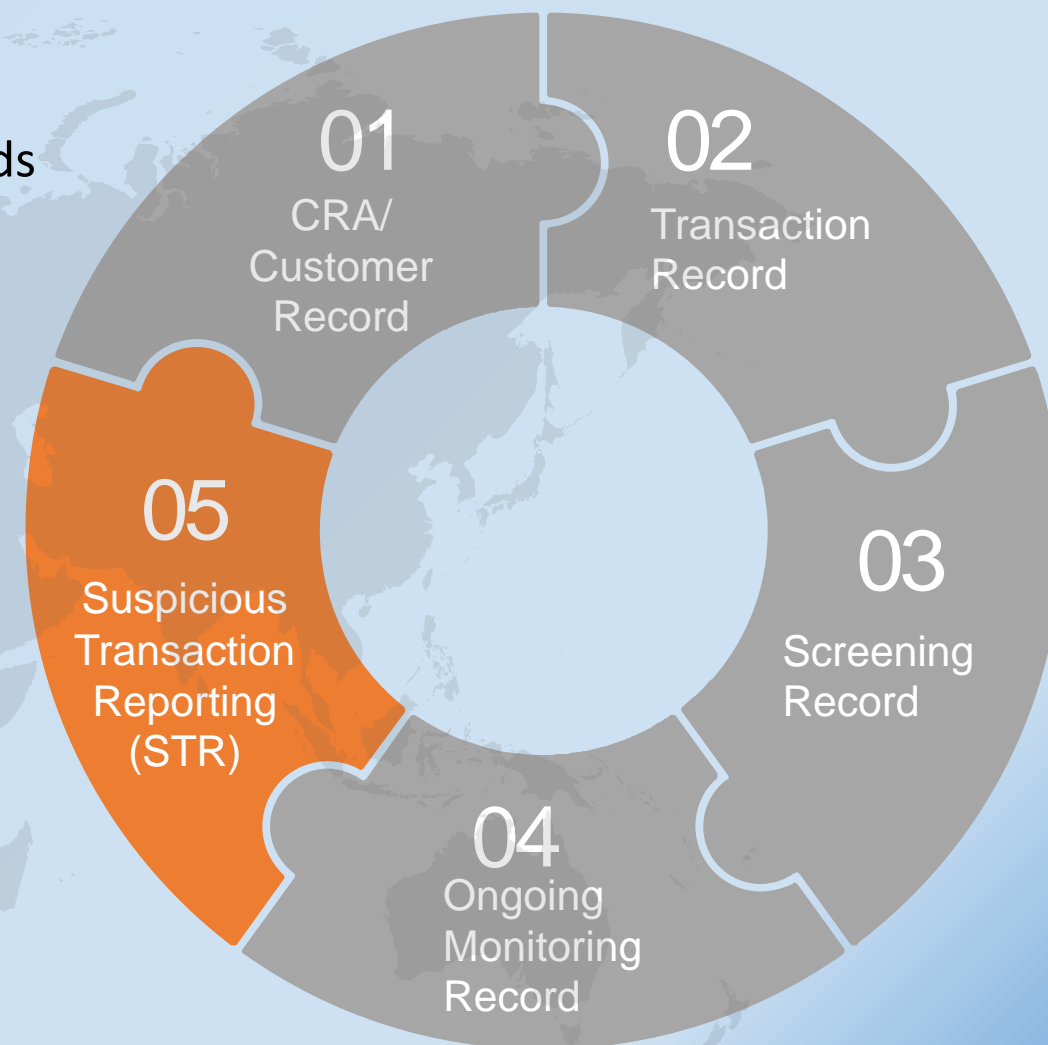 ds
01
CRA/
Customer
Record
02
Transaction
Record
03
Screening
Record
04
Ongoing
Monitoring
Record
05
Suspicious
Transaction
Reporting
(STR)